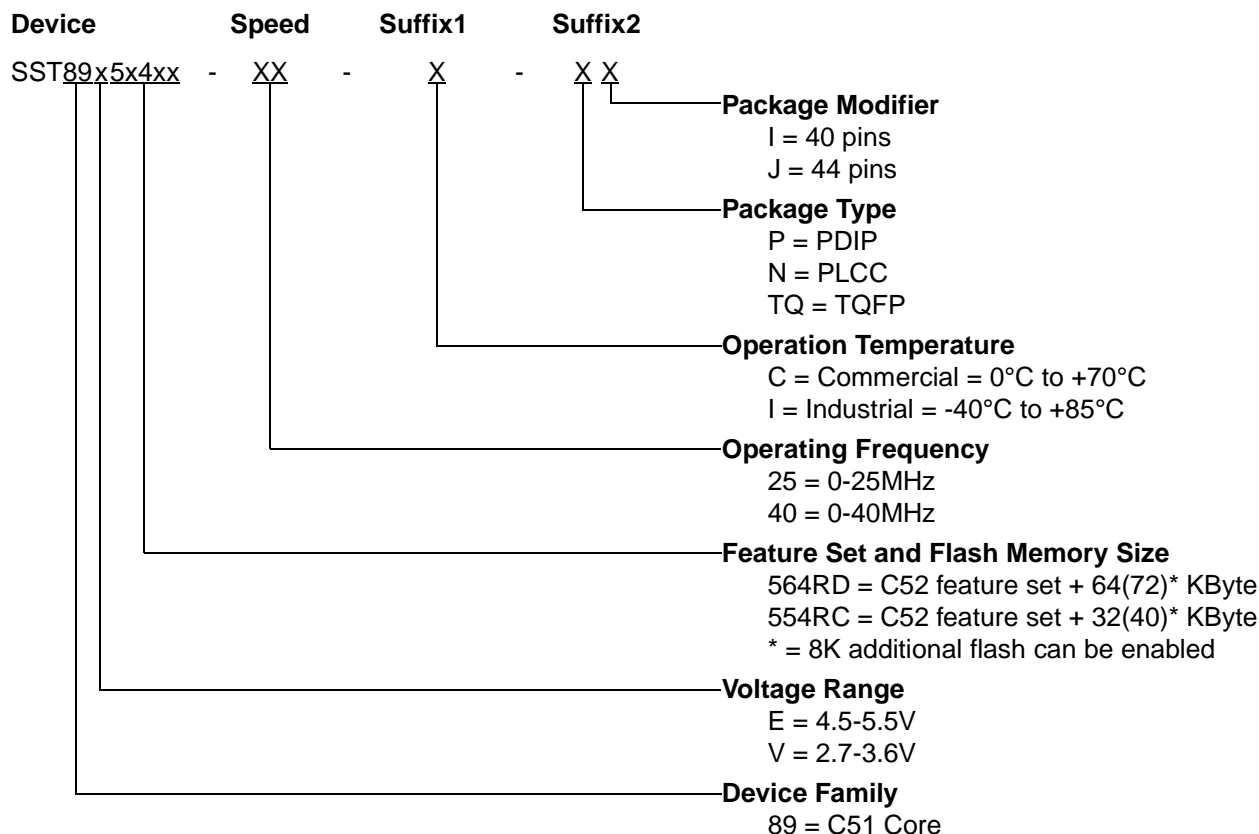 Device Speed Suffix1 Suffix2
SST89x5x4xx - XX - X - X X
Package Modifier
I = 40 pins
J = 44 pins
Package Type
P = PDIP
N = PLCC
TQ = TQFP
Operation Temperature
C = Commercial = 0°C to +70°C
I = Industrial = -40°C to +85°C
Operating Frequency
25 = 0-25MHz
40 = 0-40MHz
Feature Set and Flash Memory Size
564RD = C52 feature set + 64(72)* KByte
554RC = C52 feature set + 32(40)* KByte
* = 8K additional flash can be enabled
Voltage Range
E = 4.5-5.5V
V = 2.7-3.6V
Device Family
89 = C51 Core